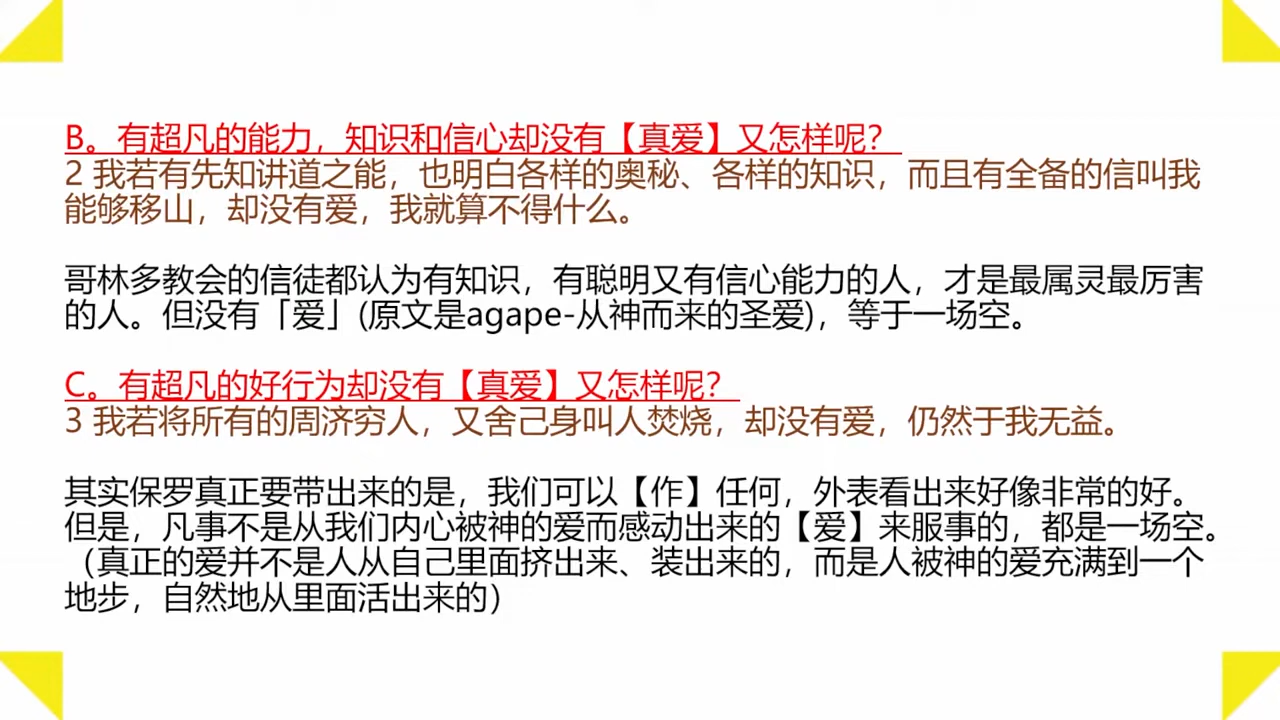 B。有超凡的能力，知识和信心却没有【真爱】又怎样呢？
2 我若有先知讲道之能，也明白各样的奥秘、各样的知识，而且有全备的信叫我
能够移山，却没有爱，我就算不得什么。
哥林多教会的信徒都认为有知识，有聪明又有信心能力的人，才是最属灵最厉害
的人。但没有「爱」(原文是agape-从神而来的圣爱)，等于一场空。
C。有超凡的好行为却没有【真爱】又怎样呢？
3 我若将所有的周济穷人，又舍己身叫人焚烧，却没有爱，仍然于我无益。
其实保罗真正要带出来的是，我们可以【作】任何，外表看出来好像非常的好。
但是，凡事不是从我们内心被神的爱而感动出来的【爱】来服事的，都是一场空。
（真正的爱并不是人从自己里面挤出来、装出来的，而是人被神的爱充满到一个
地步，自然地从里面活出来的）